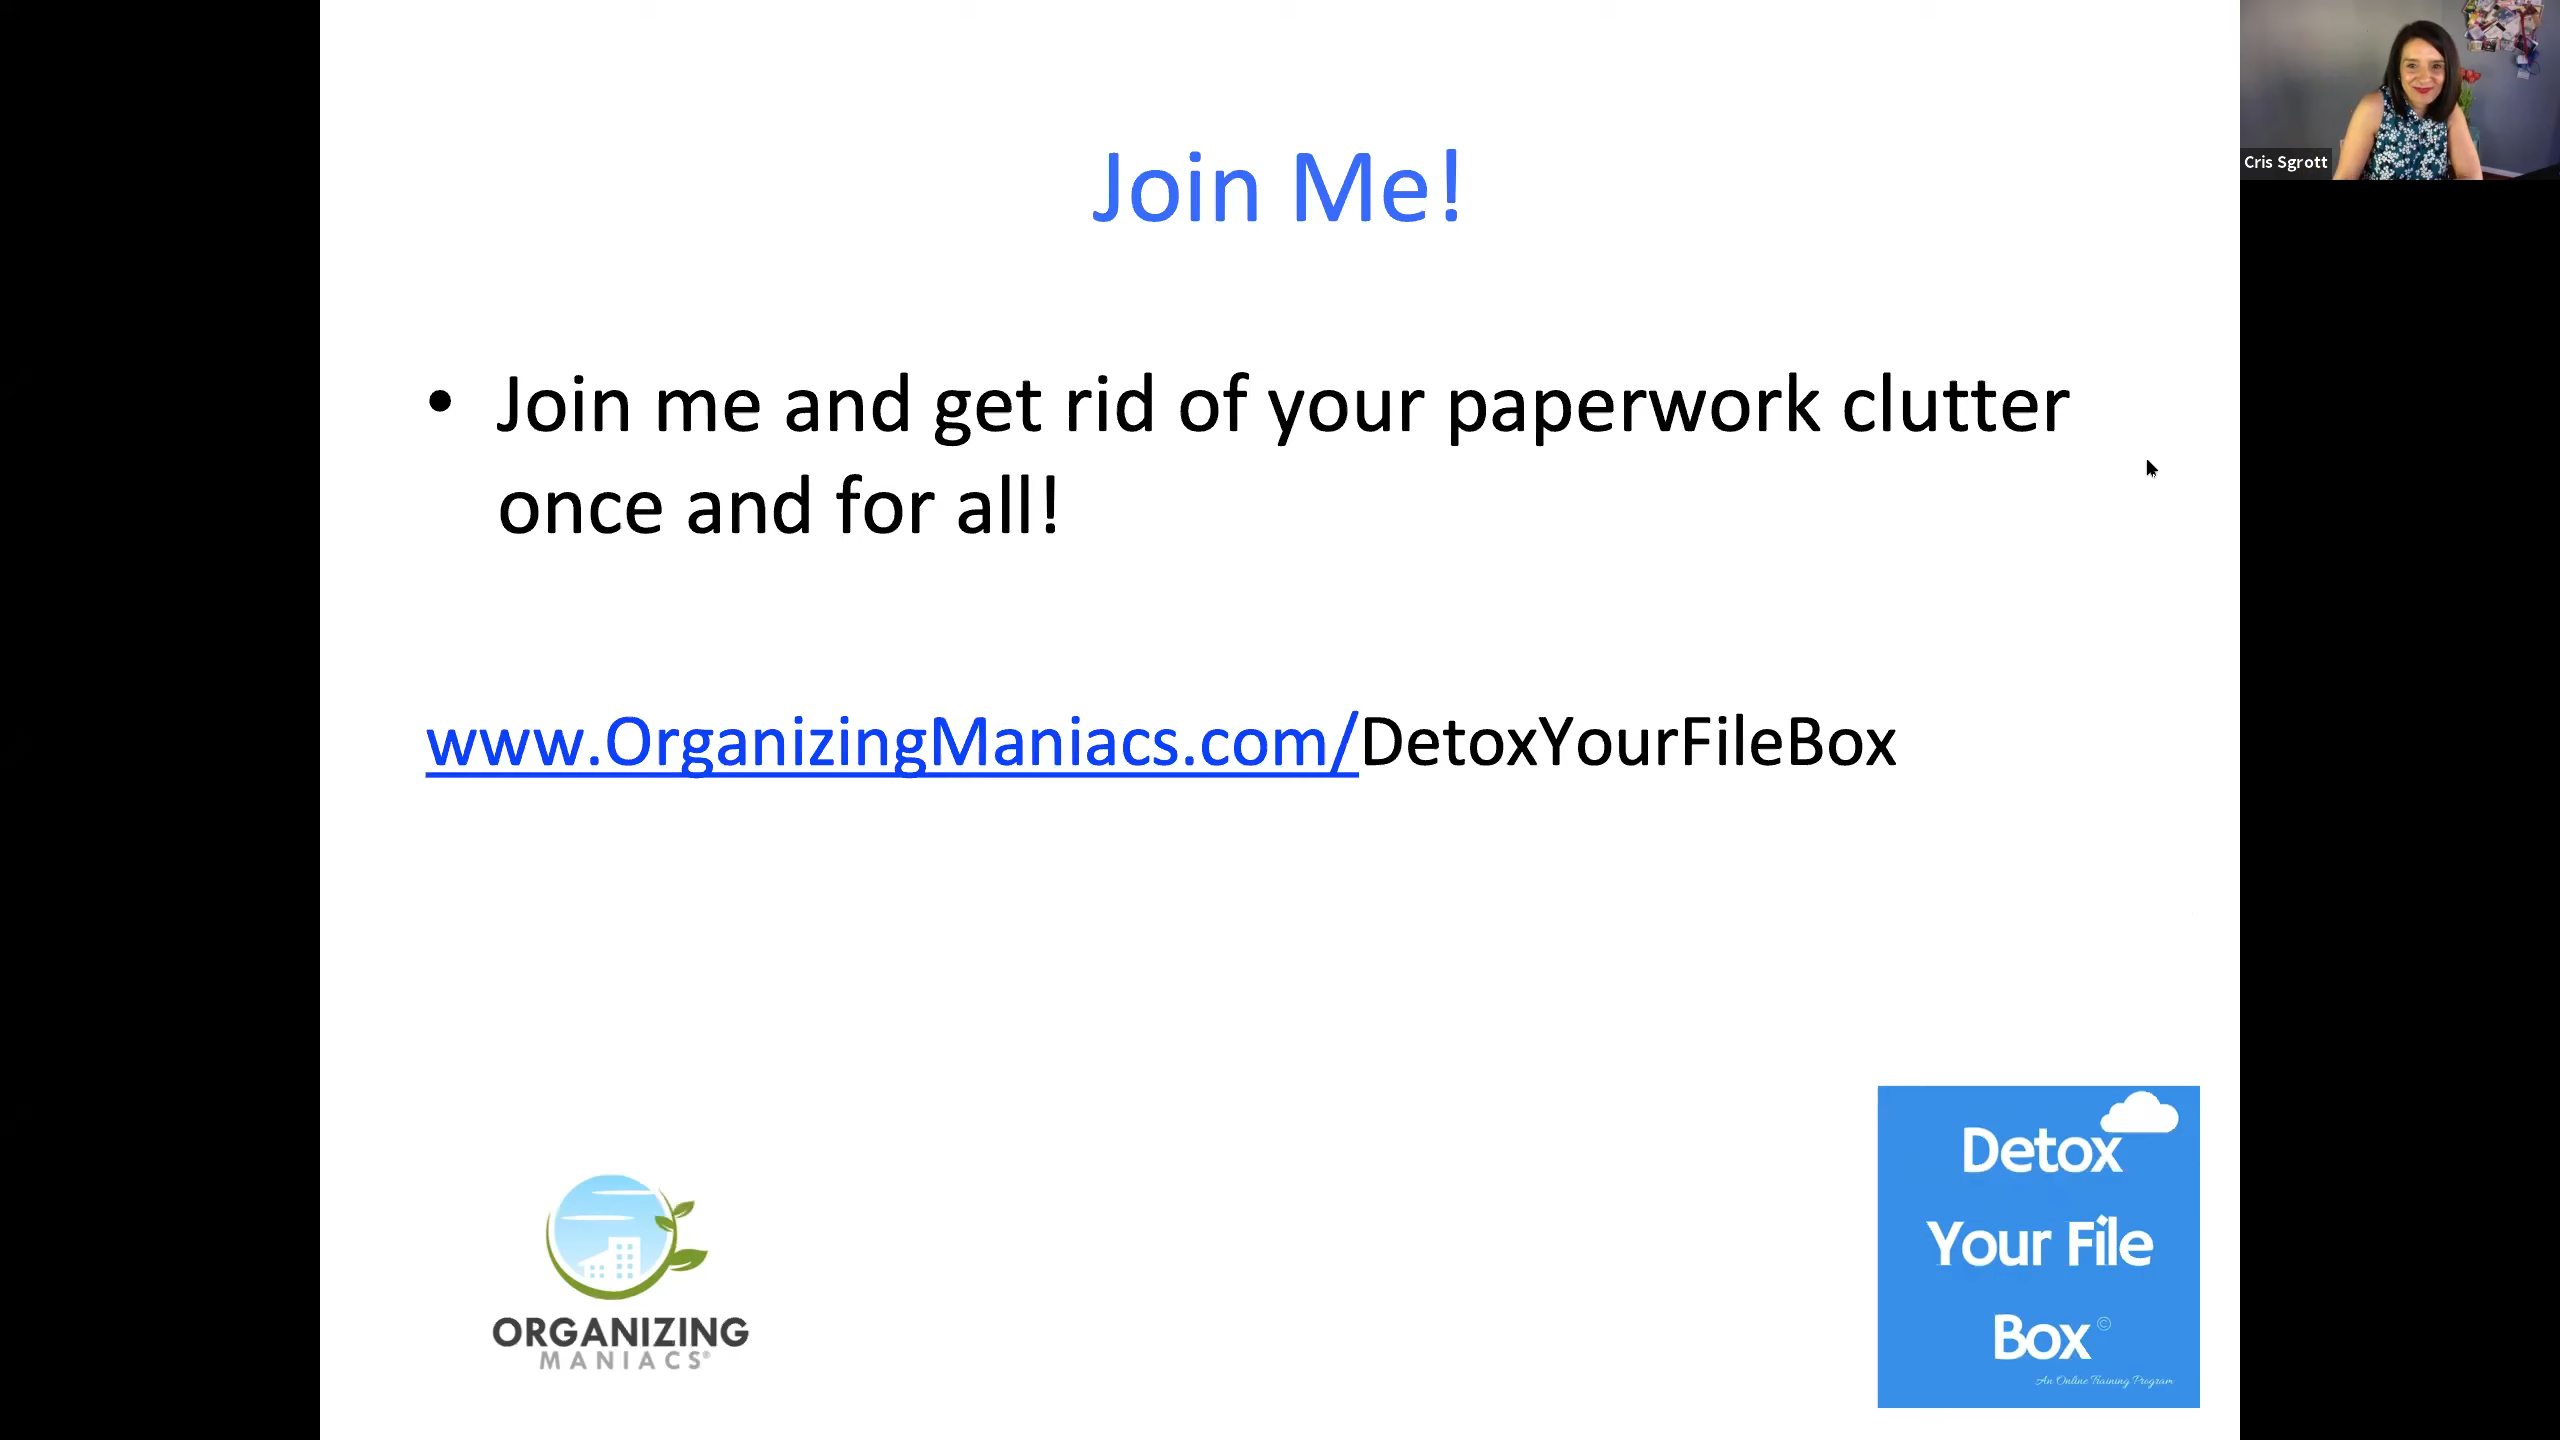 Join Me!
Cris Sgrott
• Join me and get rid of your paperwork clutter
once and for all!
www.OrganizingManiacs.com/DetoxYourFileBox
ORGANIZING
MANIACS®
Detox
Your File
Box ©
An Online Training Program